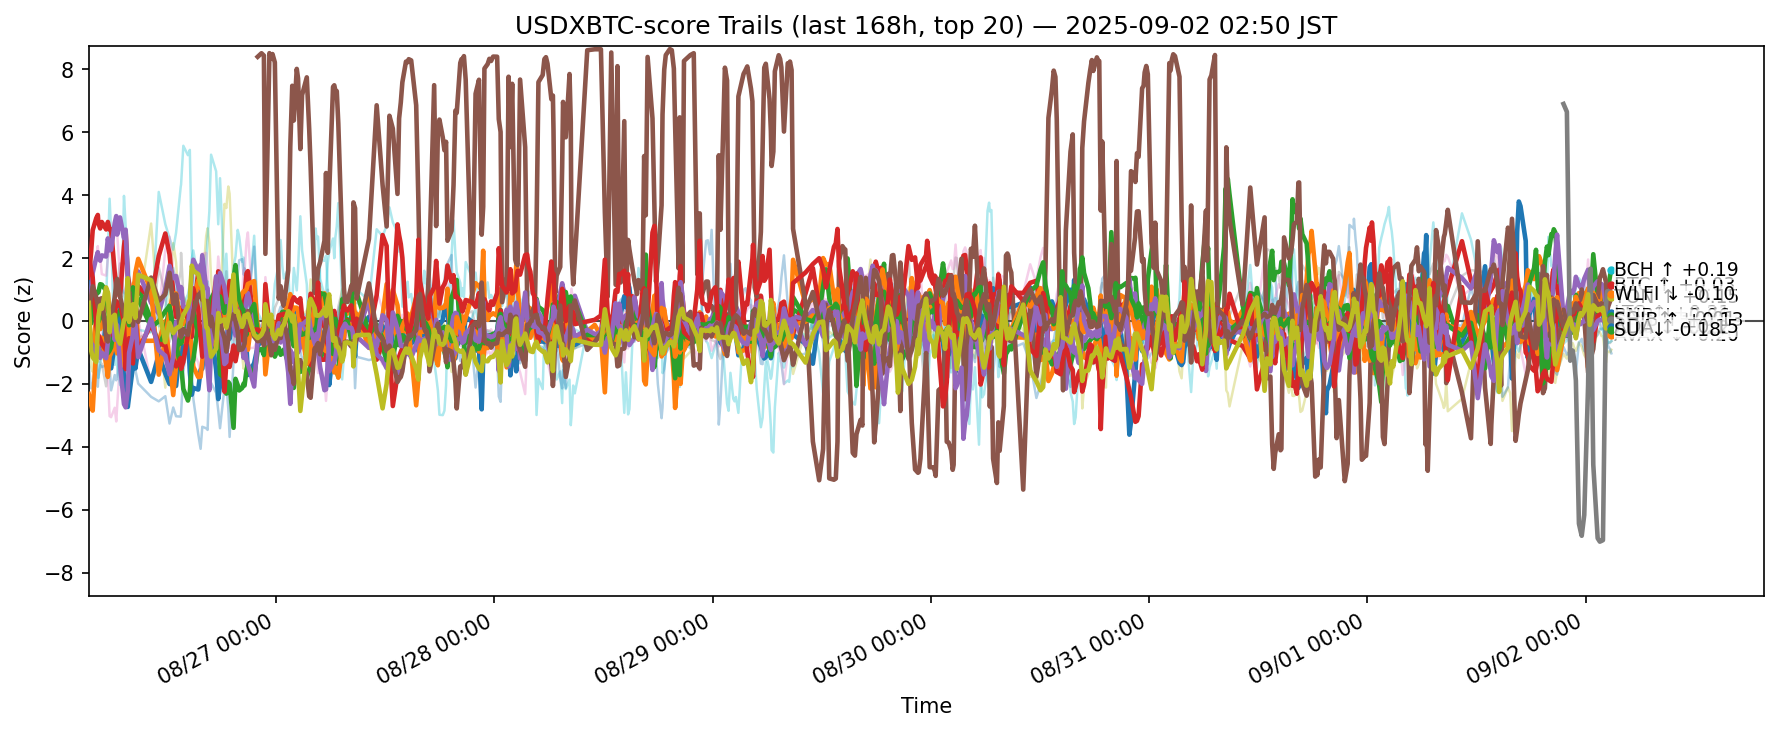 USDXBTC-score Trails (last 168h, top 20) — 2025-09-02 02:50 JST
Score (z)
8
6
4
2
0
−2
−4
−6
−8
BCH ↑ +0.19
WLFI ↓ -0.10
SUI ↓ -0.18
08/27 00:00
08/28 00:00
08/29 00:00
08/30 00:00
08/31 00:00
09/01 00:00
09/02 00:00
Time